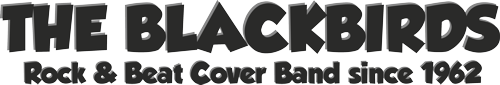 THE BLACKBIRDS
Rock & Beat Cover Band since 1962